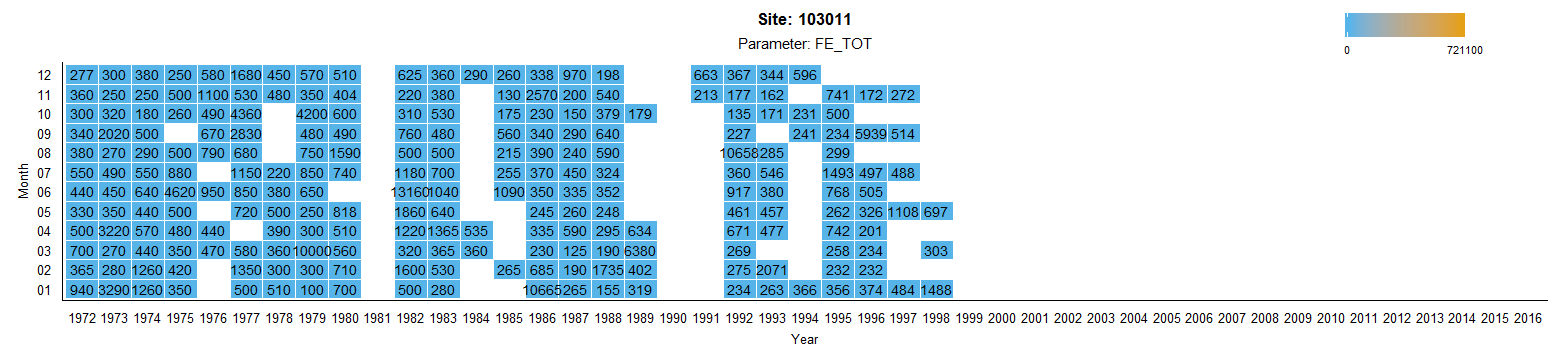 Site: 103011
Parameter: FE_TOT
0 721100
Month
12 277 300 380 250 580 1680 450 570 510 625 360 290 260 338 970 198 663 367 344 596
11 360 250 250 500 1100 530 480 350 404 220 380 130 2570 200 540 213 177 162 741 172 272
10 300 320 180 260 490 4360 4200 600 310 530 175 230 150 379 179 135 171 231 500
09 340 2020 500 670 2830 480 490 760 480 560 340 290 640 227 241 234 5939 514
08 380 270 290 500 790 680 750 1590 500 500 215 390 240 590 10658 285 299
07 550 490 550 880 1150 220 850 740 1180 700 255 370 450 324 360 546 1493 497 488
06 440 450 640 4620 950 850 380 650 13160 1040 1090 350 335 352 917 380 768 505
05 330 350 440 500 720 500 250 818 1860 640 245 260 248 461 457 262 326 1108 697
04 500 3220 570 480 440 390 300 510 1220 1365 535 335 590 295 634 671 477 742 201
03 700 270 440 350 470 580 360 10000 560 320 365 360 230 125 190 6380 269 258 234 303
02 365 280 1260 420 1350 300 300 710 1600 530 265 685 190 1735 402 275 2071 232 232
01 940 3290 1260 350 500 510 100 700 500 280 10665 265 155 319 234 263 366 356 374 484 1488
1972 1973 1974 1975 1976 1977 1978 1979 1980 1981 1982 1983 1984 1985 1986 1987 1988 1989 1990 1991 1992 1993 1994 1995 1996 1997 1998 1999 2000 2001 2002 2003 2004 2005 2006 2007 2008 2009 2010 2011 2012 2013 2014 2015 2016
Year